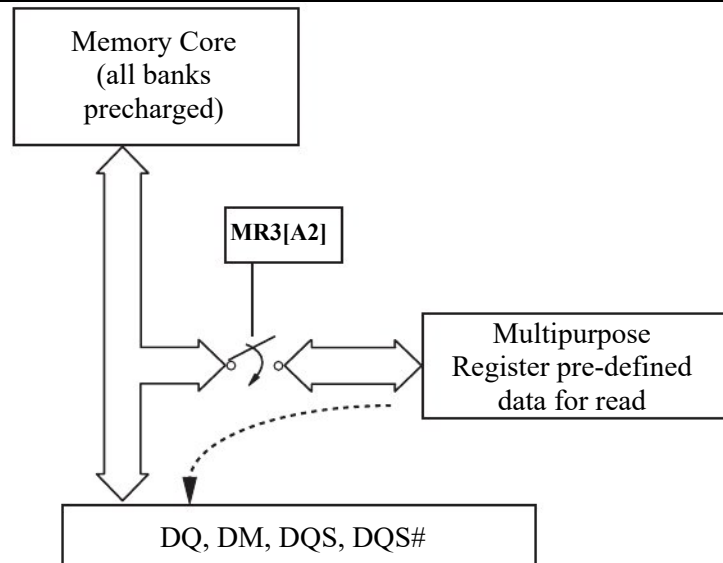 Memory Core
(all banks
precharged)
MR3[A2]
Multipurpose
Register pre-defined
data for read
DQ, DM, DQS, DQS#